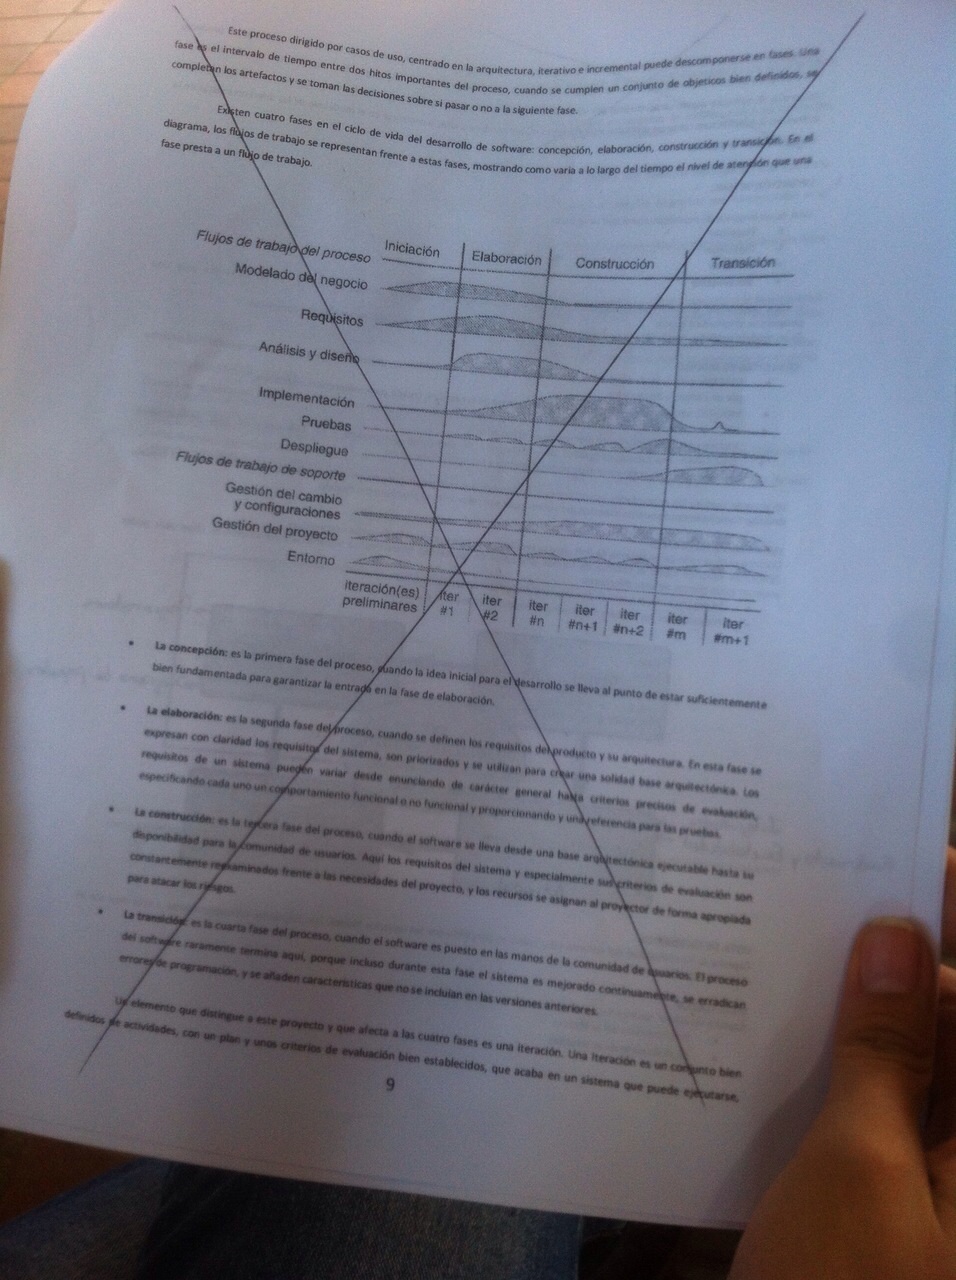 Este proceso dirigido por casos de uso, centrado en la arquitectura, iterativo e incremental puede descomponerse en fases. Una
fase es el intervalo de tiempo entre dos hitos importantes del proceso, cuando se cumplen un conjunto de objeticos bien definidos, se
completan los artefactos y se toman las decisiones sobre si pasar o no a la siguiente fase.
Existen cuatro fases en el ciclo de vida del desarrollo de software: concepción, elaboración, construcción y transición. En el
diagrama, los flujos de trabajo se representan frente a estas fases, mostrando como varia a lo largo del tiempo el nivel de atención que una
fase presta a un flujo de trabajo.
Flujos de trabajo del proceso Iniciación Elaboración Construcción Transición
Modelado del negocio
Requisitos
Análisis y diseño
Implementación
Pruebas
Despliegue
Flujos de trabajo de soporte
Gestión del cambio
y configuraciones
Gestión del proyecto
Entorno
iteración(es) iter iter iter iter iter iter iter
preliminares #1 #2 #n #n+1 #n+2 #m #m+1
• La concepción: es la primera fase del proceso, cuando la idea inicial para el desarrollo se lleva al punto de estar suficientemente
bien fundamentada para garantizar la entrada en la fase de elaboración.
• La elaboración: es la segunda fase del proceso, cuando se definen los requisitos del producto y su arquitectura. En esta fase se
expresan con claridad los requisitos del sistema, son priorizados y se utilizan para crear una solidad base arquitectónica. Los
requisitos de un sistema pueden variar desde enunciando de carácter general hasta criterios precisos de evaluación,
especificando cada uno un comportamiento funcional o no funcional y proporcionando y una referencia para las pruebas.
• La construcción: es la tercera fase del proceso, cuando el software se lleva desde una base arquitectónica ejecutable hasta su
disponibilidad para la comunidad de usuarios. Aquí los requisitos del sistema y especialmente sus criterios de evaluación son
constantemente reexaminados frente a las necesidades del proyecto, y los recursos se asignan al proyector de forma apropiada
para atacar los riesgos.
• La transición: es la cuarta fase del proceso, cuando el software es puesto en las manos de la comunidad de usuarios. El proceso
del software raramente termina aquí, porque incluso durante esta fase el sistema es mejorado continuamente, se erradican
errores de programación, y se añaden características que no se incluían en las versiones anteriores.
Un elemento que distingue a este proyecto y que afecta a las cuatro fases es una iteración. Una iteración es un conjunto bien
definidos de actividades, con un plan y unos criterios de evaluación bien establecidos, que acaba en un sistema que puede ejecutarse,
9